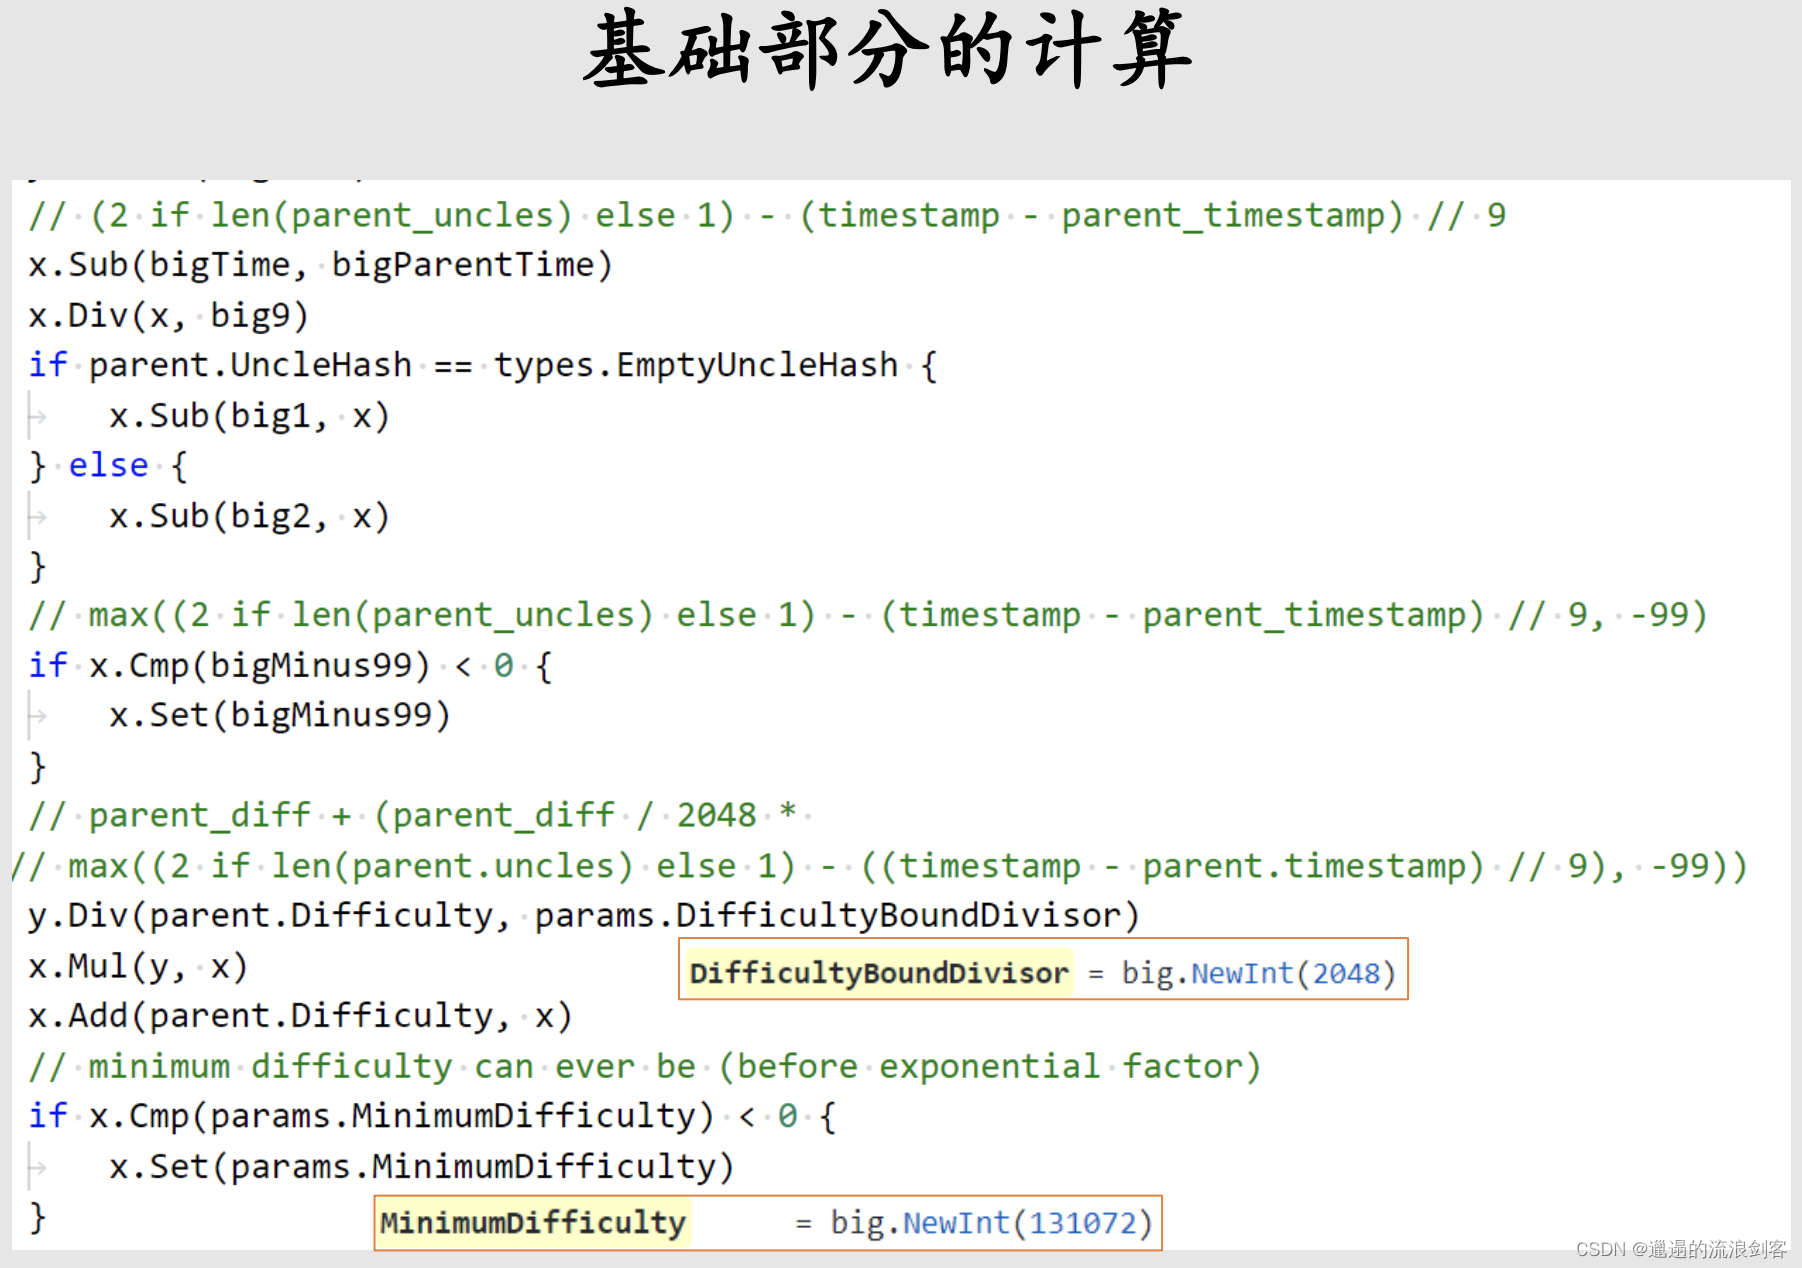 基础部分的计算
// (2 if len(parent_uncles) else 1) - (timestamp - parent_timestamp) // 9
x.Sub(bigTime, bigParentTime)
x.Div(x, big9)
if parent.UncleHash == types.EmptyUncleHash {
x.Sub(big1, x)
} else {
x.Sub(big2, x)
}
// max((2 if len(parent_uncles) else 1) - (timestamp - parent_timestamp) // 9, -99)
if x.Cmp(bigMinus99) < 0 {
x.Set(bigMinus99)
}
// parent_diff + (parent_diff / 2048 *
// max((2 if len(parent.uncles) else 1) - ((timestamp - parent.timestamp) // 9), -99))
y.Div(parent.Difficulty, params.DifficultyBoundDivisor)
x.Mul(y, x)
DifficultyBoundDivisor = big.NewInt(2048)
x.Add(parent.Difficulty, x)
// minimum difficulty can ever be (before exponential factor)
if x.Cmp(params.MinimumDifficulty) < 0 {
x.Set(params.MinimumDifficulty)
}
MinimumDifficulty = big.NewInt(131072)
CSDN @邋遢的流浪剑客